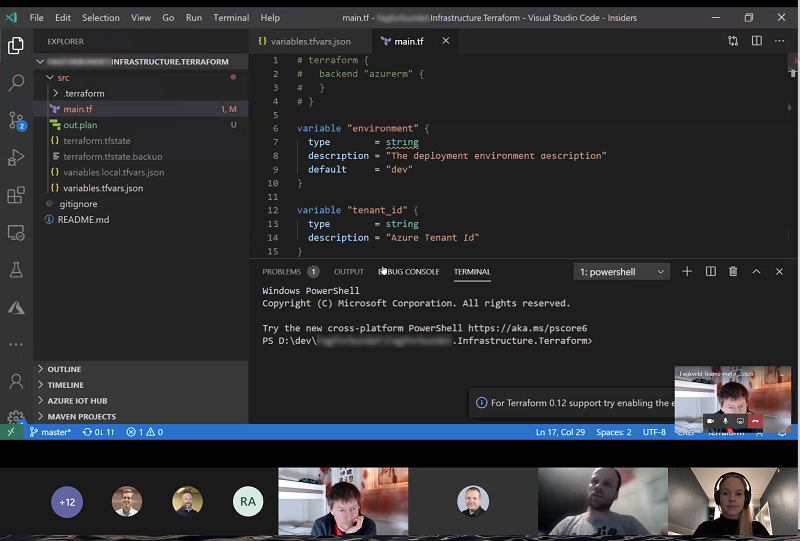 File Edit Selection View Go Run Terminal Help
main.tf - Infrastructure.Terraform - Visual Studio Code - Insiders
EXPLORER
variables.tfvars.json
main.tf
NFRASTRUCTURE.TERRAFORM
src
.terraform
main.tf 1, M
out.plan U
terraform.tfstate
terraform.tfstate.backup
variables.local.tfvars.json
variables.tfvars.json
gitignore
README.md
OUTLINE
TIMELINE
AZURE IOT HUB
MAVEN PROJECTS
2
1 # terraform {
2 # backend "azurerm" {
3 # }
4 # }
5
6 variable "environment" {
7 type = string
8 description = "The deployment environment description"
9 default = "dev"
10 }
11
12 variable "tenant_id" {
13 type = string
14 description = "Azure Tenant Id"
15 }
PROBLEMS 1 OUTPUT DEBUG CONSOLE TERMINAL
1: powershell
Windows PowerShell
Copyright (C) Microsoft Corporation. All rights reserved.
Try the new cross-platform PowerShell https://aka.ms/pscore6
PS D:\dev\ .Infrastructure.Terraform>
For Terraform 0.12 support try enabling the e
master* 0↓ 1↑ 1 0
Ln 17, Col 29 Spaces: 2 UTF-8 CRLF Terraform
+12
RA